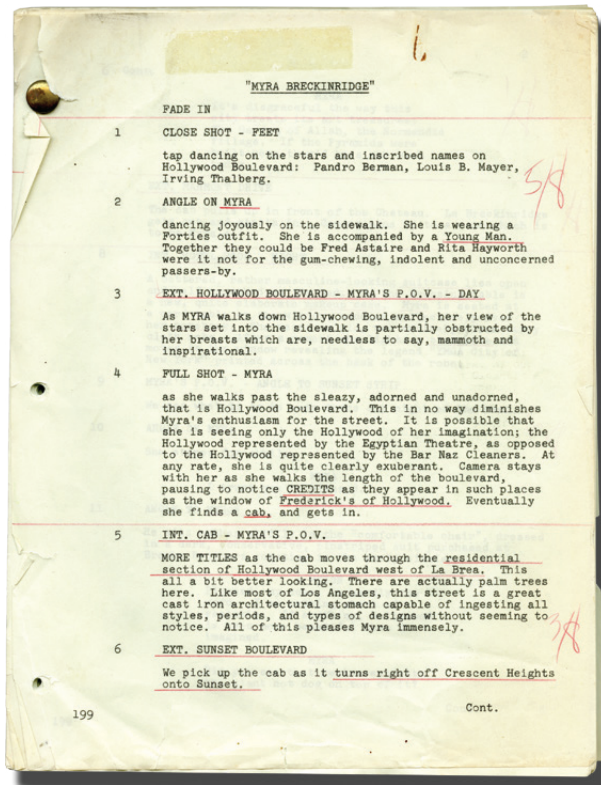 1.
"MYRA BRECKINRIDGE"
FADE IN
1 CLOSE SHOT - FEET
tap dancing on the stars and inscribed names on
Hollywood Boulevard: Pandro Berman, Louis B. Mayer,
Irving Thalberg.
5/8
2 ANGLE ON MYRA
dancing joyously on the sidewalk. She is wearing a
Forties outfit. She is accompanied by a Young Man.
Together they could be Fred Astaire and Rita Hayworth
were it not for the gum-chewing, indolent and unconcerned
passers-by.
3 EXT. HOLLYWOOD BOULEVARD - MYRA'S P.O.V. - DAY
As MYRA walks down Hollywood Boulevard, her view of the
stars set into the sidewalk is partially obstructed by
her breasts which are, needless to say, mammoth and
inspirational.
4 FULL SHOT - MYRA
as she walks past the sleazy, adorned and unadorned,
that is Hollywood Boulevard. This in no way diminishes
Myra's enthusiasm for the street. It is possible that
she is seeing only the Hollywood of her imagination; the
Hollywood represented by the Egyptian Theatre, as opposed
to the Hollywood represented by the Bar Naz Cleaners. At
any rate, she is quite clearly exuberant. Camera stays
with her as she walks the length of the boulevard,
pausing to notice CREDITS as they appear in such places
as the window of Frederick's of Hollywood. Eventually
she finds a cab, and gets in.
5 INT. CAB - MYRA'S P.O.V.
MORE TITLES as the cab moves through the residential
section of Hollywood Boulevard west of La Brea. This
all a bit better looking. There are actually palm trees
here. Like most of Los Angeles, this street is a great
cast iron architectural stomach capable of ingesting all
styles, periods, and types of designs without seeming to
notice. All of this pleases Myra immensely.
3/8
6 EXT. SUNSET BOULEVARD
We pick up the cab as it turns right off Crescent Heights
onto Sunset.
Cont.
199